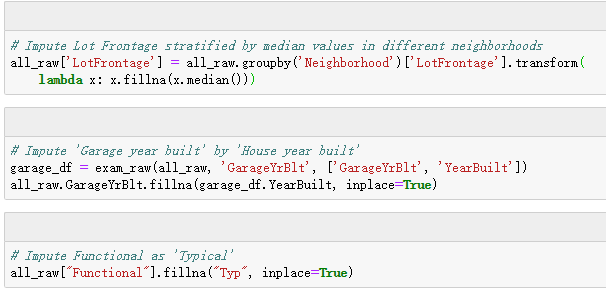 # Impute Lot Frontage stratified by median values in different neighborhoods
all_raw['LotFrontage'] = all_raw.groupby('Neighborhood')['LotFrontage'].transform(
    lambda x: x.fillna(x.median()))
# Impute 'Garage year built' by 'House year built'
garage_df = exam_raw(all_raw, 'GarageYrBlt', ['GarageYrBlt', 'YearBuilt'])
all_raw.GarageYrBlt.fillna(garage_df.YearBuilt, inplace=True)
# Impute Functional as 'Typical'
all_raw["Functional"].fillna("Typ", inplace=True)